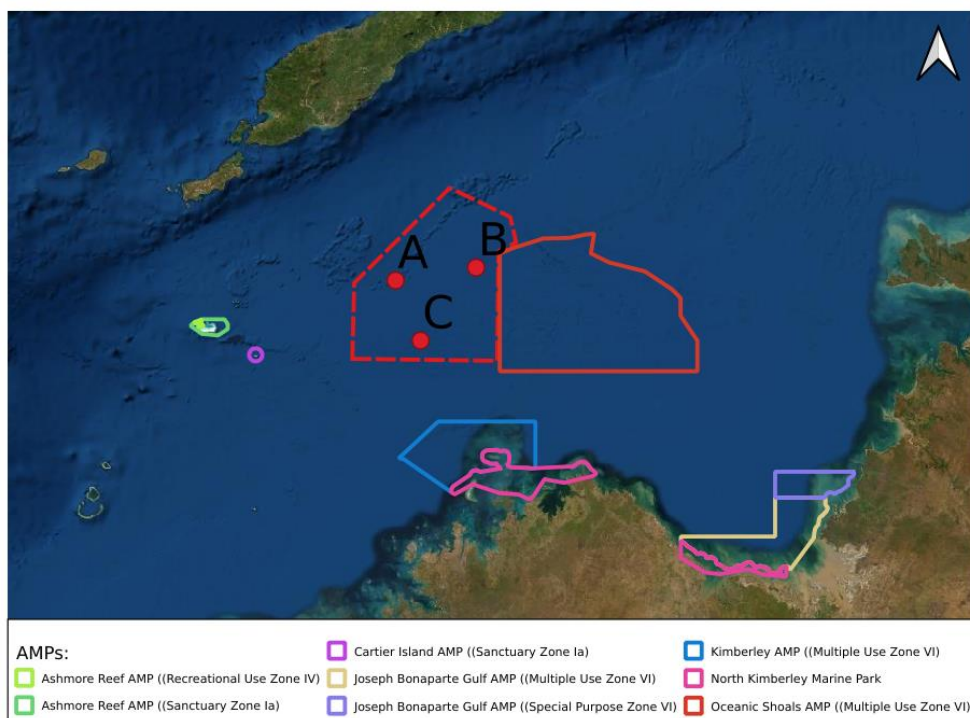 B
A
C
AMPs:
Ashmore Reef AMP ((Recreational Use Zone IV)
Ashmore Reef AMP ((Sanctuary Zone Ia)
Cartier Island AMP ((Sanctuary Zone Ia)
Joseph Bonaparte Gulf AMP ((Multiple Use Zone VI)
Joseph Bonaparte Gulf AMP ((Special Purpose Zone VI)
Kimberley AMP ((Multiple Use Zone VI)
North Kimberley Marine Park
Oceanic Shoals AMP ((Multiple Use Zone VI)